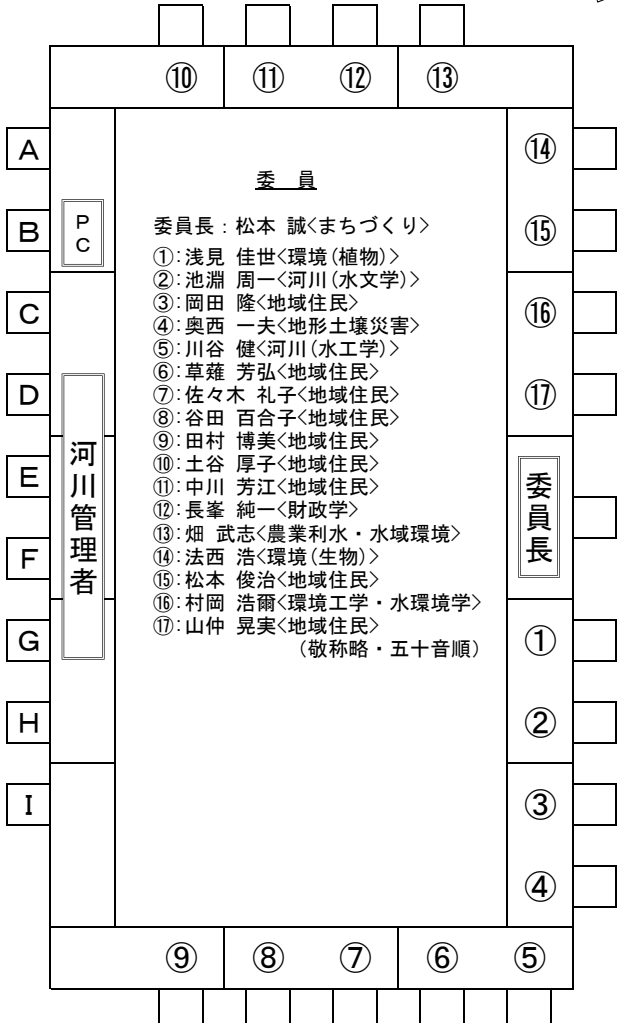 ⑩ ⑪ ⑫ ⑬
A
B
C
D
E
F
G
H
I
PC
河川管理者
委 員
委員長：松本 誠<まちづくり>
①:浅見 佳世<環境(植物)>
②:池淵 周一<河川(水文学)>
③:岡田 隆<地域住民>
④:奥西 一夫<地形土壌災害>
⑤:川谷 健<河川(水工学)>
⑥:草薙 芳弘<地域住民>
⑦:佐々木 礼子<地域住民>
⑧:谷田 百合子<地域住民>
⑨:田村 博美<地域住民>
⑩:土谷 厚子<地域住民>
⑪:中川 芳江<地域住民>
⑫:長峯 純一<財政学>
⑬:畑 武志<農業利水・水域環境>
⑭:法西 浩<環境(生物)>
⑮:松本 俊治<地域住民>
⑯:村岡 浩爾<環境工学・水環境学>
⑰:山仲 晃実<地域住民>
(敬称略・五十音順)
⑭
⑮
⑯
⑰
委員長
①
②
③
④
⑨ ⑧ ⑦ ⑥ ⑤